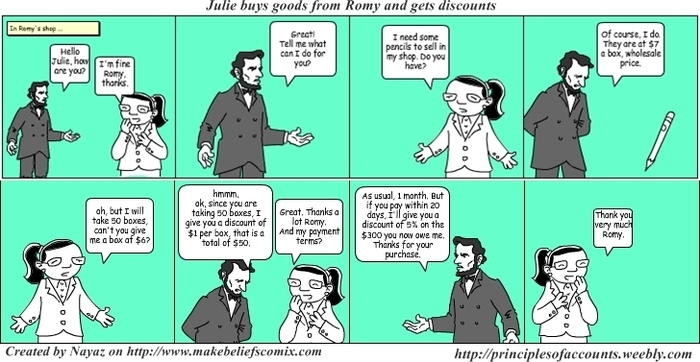 Julie buys goods from Romy and gets discounts
In Romy's shop ...
Hello
Julie, how
are you?
I'm fine
Romy,
thanks.
Great!
Tell me what
can I do for
you?
I need some
pencils to sell in
my shop. Do you
have?
Of course, I do.
They are at $7
a box, wholesale
price.
oh, but I will
take 50 boxes,
can't you give
me a box at $6?
hmmm,
ok, since you are
taking 50 boxes, I
give you a discount of
$1 per box, that is a
total of $50.
Great. Thanks a
lot Romy.
And my payment
terms?
As usual, 1 month. But
if you pay within 20
days, I'll give you a
discount of 5% on the
$300 you now owe me.
Thanks for your
purchase.
Thank you
very much
Romy.
Created by Nayaz on http://www.makebeliefscomix.com
http://principlesofaccounts.weebly.com